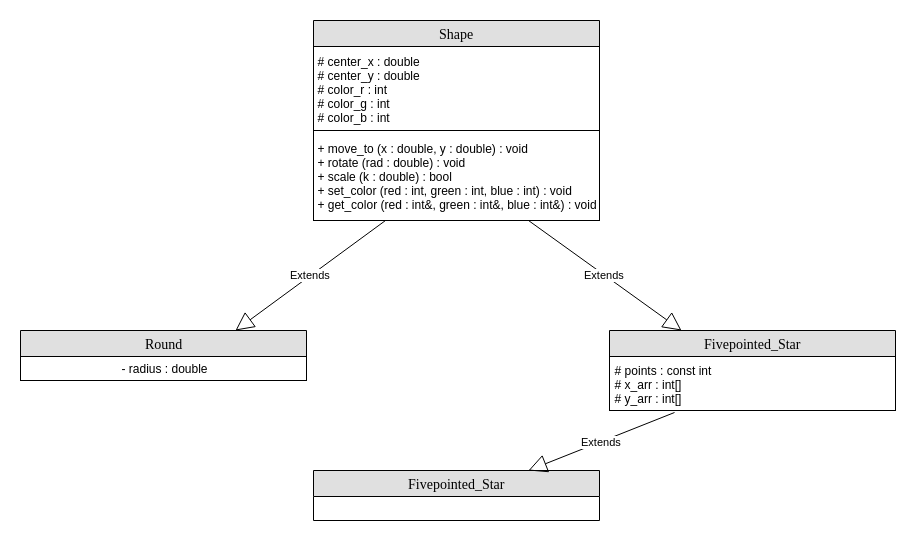 Shape
# center_x : double
# center_y : double
# color_r : int
# color_g : int
# color_b : int
+ move_to (x : double, y : double) : void
+ rotate (rad : double) : void
+ scale (k : double) : bool
+ set_color (red : int, green : int, blue : int) : void
+ get_color (red : int&, green : int&, blue : int&) : void
Extends
Extends
Round
- radius : double
Fivepointed_Star
# points : const int
# x_arr : int[]
# y_arr : int[]
Extends
Fivepointed_Star